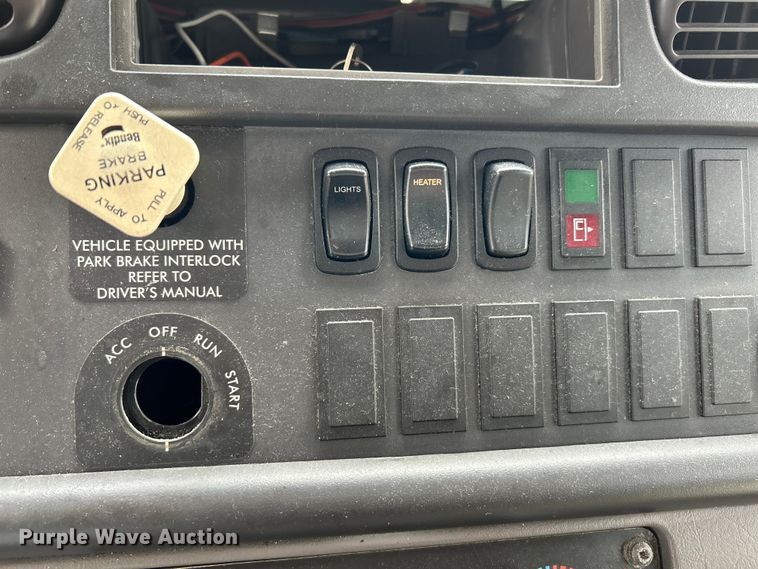 PUSH TO RELEASE
Bendix
PARKING
BRAKE
PULL TO APPLY
LIGHTS
HEATER
VEHICLE EQUIPPED WITH
PARK BRAKE INTERLOCK
REFER TO
DRIVER'S MANUAL
ACC OFF RUN START
Purple Wave Auction